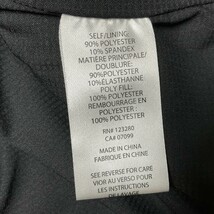 SELF/LINING:
90% POLYESTER
10% SPANDEX
MATIÈRE PRINCIPALE/
DOUBLURE:
90% POLYESTER
10% SPANDEX
POLY FILL:
100% POLYESTER
REMBOURRAGE EN
POLYESTER:
100% POLYESTER
RN# 123280
CA# 07099
MADE IN CHINA
FABRIQUÉ EN CHINE
SEE REVERSE FOR CARE
VOIR AU VERSO POUR
LES INSTRUCTIONS
DE LAVAGE